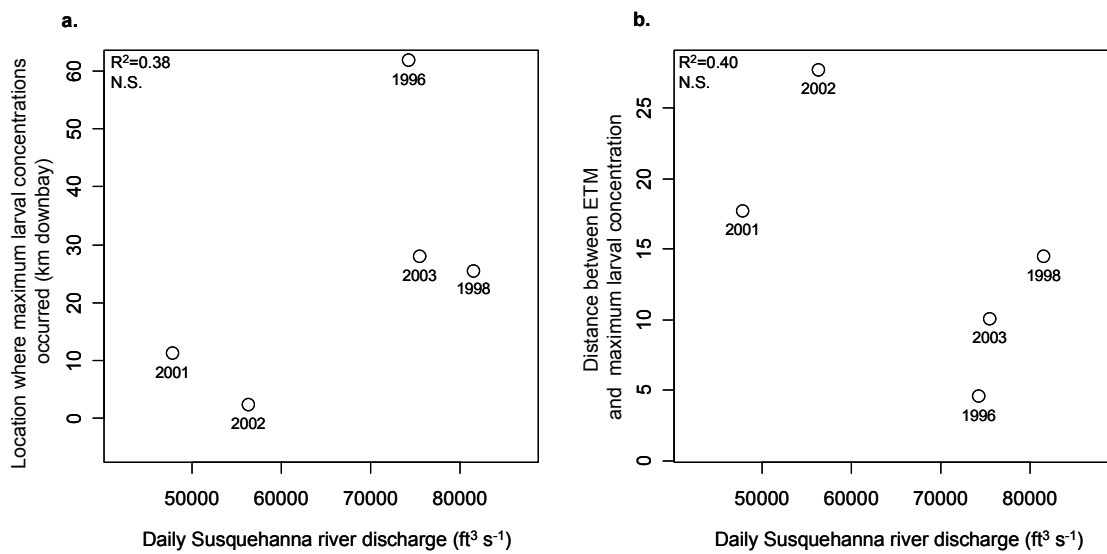 a.
R²=0.38
N.S.
1996
2003
1998
2001
2002
60
50
40
30
20
10
0
50000 60000 70000 80000
Location where maximum larval concentrations
occurred (km downbay)
Daily Susquehanna river discharge (ft³ s⁻¹)
b.
R²=0.40
N.S.
2002
2001
1998
2003
1996
25
20
15
10
5
0
50000 60000 70000 80000
Distance between ETM
and maximum larval concentration
Daily Susquehanna river discharge (ft³ s⁻¹)